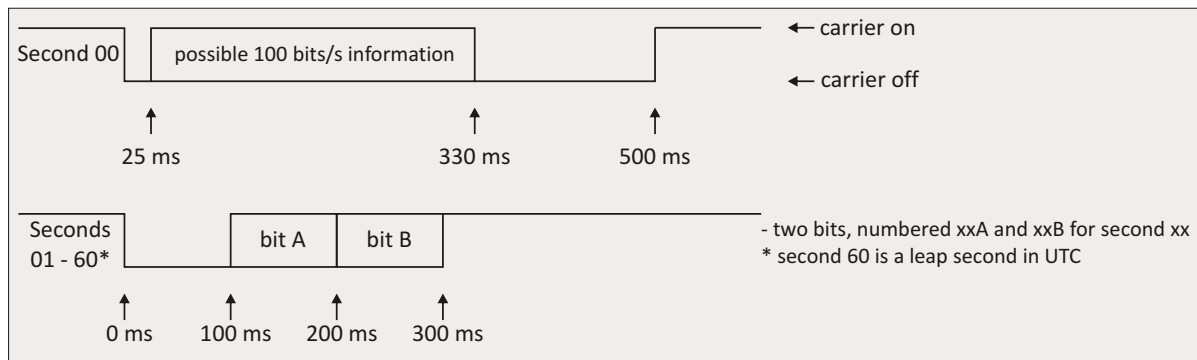 Second 00
possible 100 bits/s information
carrier on
carrier off
25 ms
330 ms
500 ms
Seconds
01 - 60*
bit A
bit B
- two bits, numbered xxA and xxB for second xx
* second 60 is a leap second in UTC
0 ms
100 ms
200 ms
300 ms